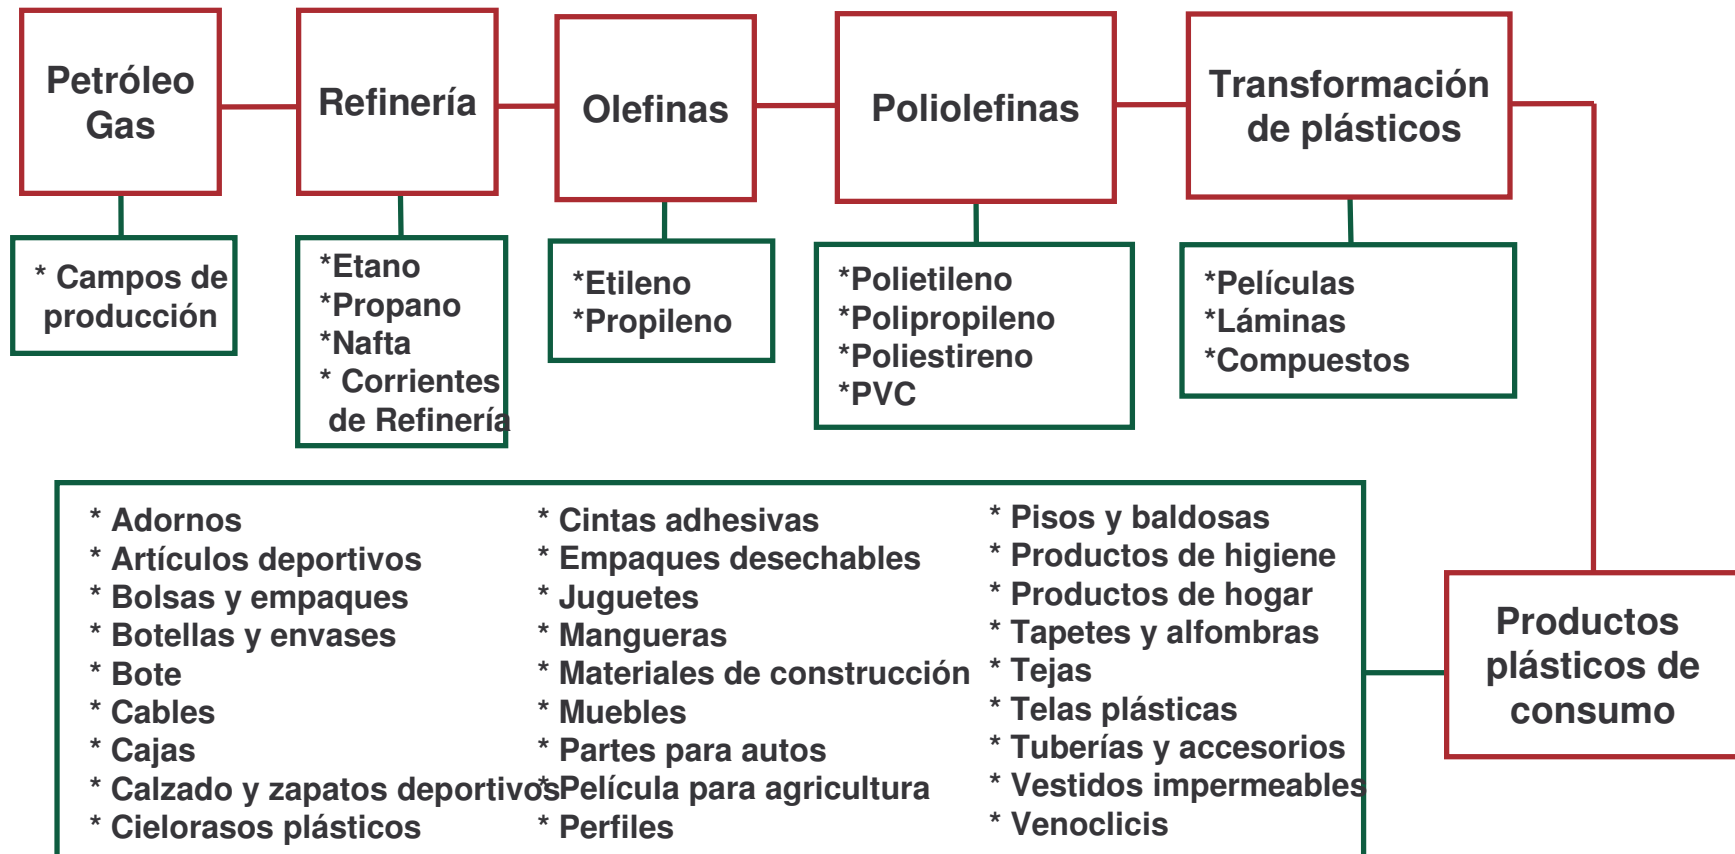 Petróleo
Gas
Refinería
Olefinas
Poliolefinas
Transformación
de plásticos
* Campos de
producción
*Etano
*Propano
*Nafta
* Corrientes
de Refinería
*Etileno
*Propileno
*Polietileno
*Polipropileno
*Poliestireno
*PVC
*Películas
*Láminas
*Compuestos
* Adornos
* Artículos deportivos
* Bolsas y empaques
* Botellas y envases
* Bote
* Cables
* Cajas
* Calzado y zapatos deportivos
* Cielorasos plásticos
* Cintas adhesivas
* Empaques desechables
* Juguetes
* Mangueras
* Materiales de construcción
* Muebles
* Partes para autos
* Película para agricultura
* Perfiles
* Pisos y baldosas
* Productos de higiene
* Productos de hogar
* Tapetes y alfombras
* Tejas
* Telas plásticas
* Tuberías y accesorios
* Vestidos impermeables
* Venoclicis
Productos
plásticos de
consumo